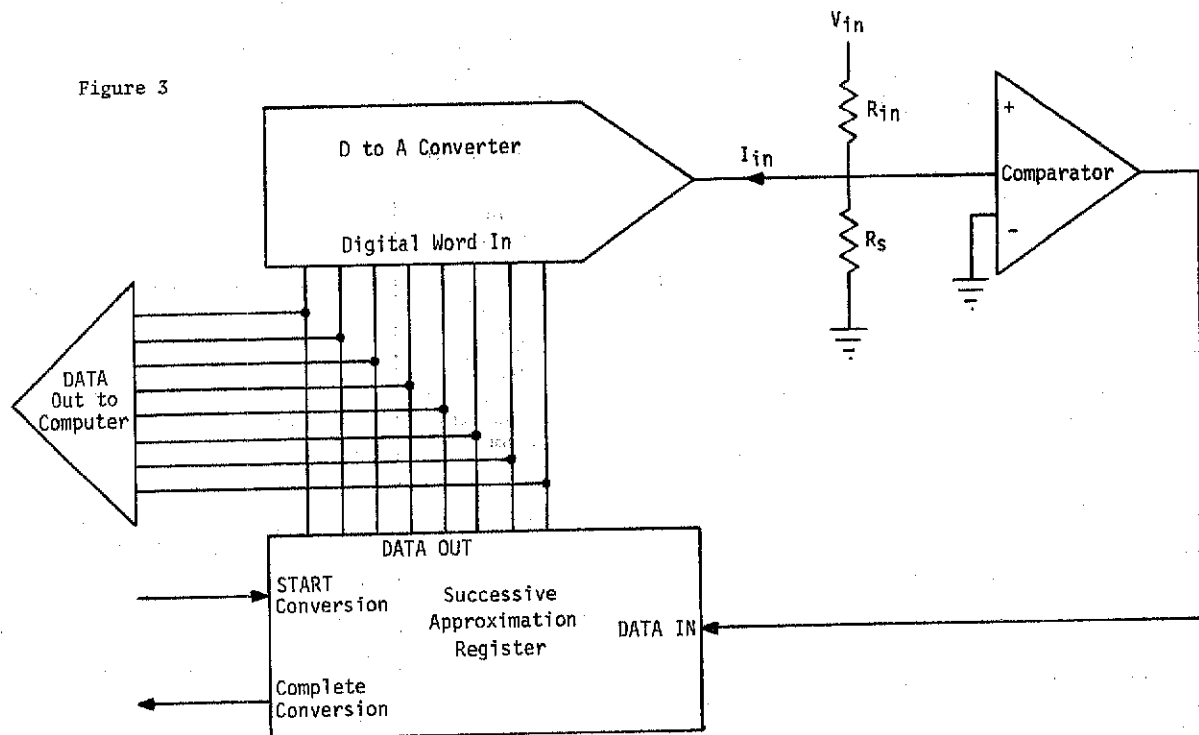 Figure 3
Vin
Rin
D to A Converter
Iin
+
Comparator
-
Rs
Digital Word In
DATA
Out to
Computer
DATA OUT
START
Conversion
Successive
Approximation
Register
DATA IN
Complete
Conversion